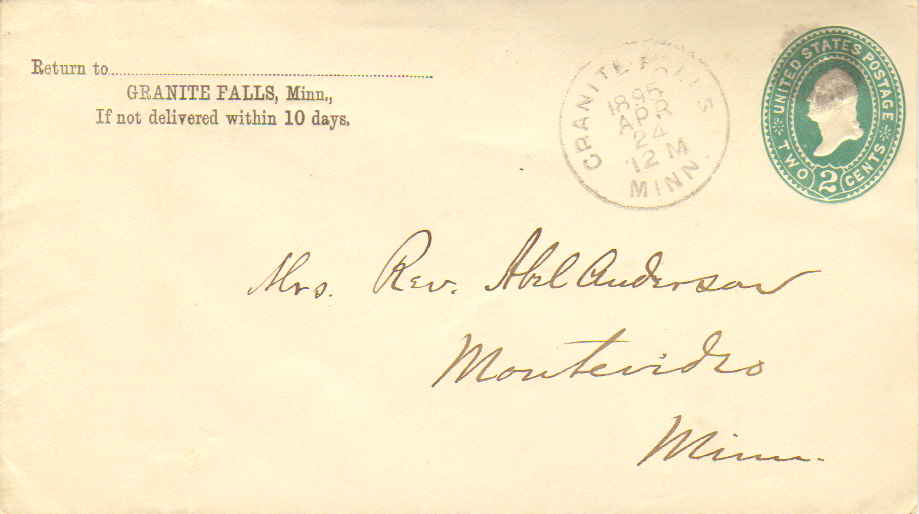 Return to
GRANITE FALLS, Minn.,
If not delivered within 10 days.
GRANITE FALLS
1895
APR
24
12 M
MINN.
UNITED STATES POSTAGE
TWO 2 CENTS
Mrs. Rev. Abel Anderson
Montevidro
Minn.